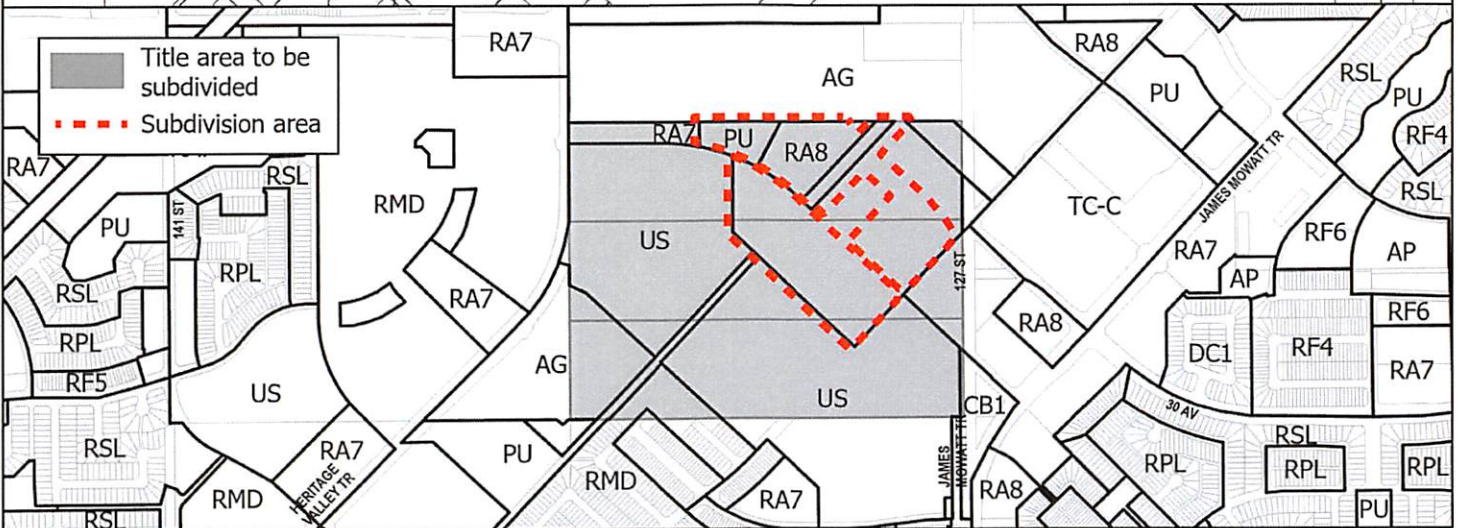 Title area to be
subdivided
Subdivision area
RA7
AG
RA8
PU
RSL
PU
RF4
RSL
RA7
PU
RA8
RA7
RSL
141 ST
RMD
TC-C
JAMES MOWATT TR
PU
RPL
US
RA7
RF6
AP
AP
RSL
RA7
127 ST
RA8
RF6
RPL
DC1
RF4
RF5
AG
RA7
US
US
CB1
30 AV
RSL
RA7
PU
RSL
RPL
RPL
RPL
HERITAGE
VALLEY TR
RMD
RMD
RA7
JAMES
MOWATT TR
RA8
PU
RSL